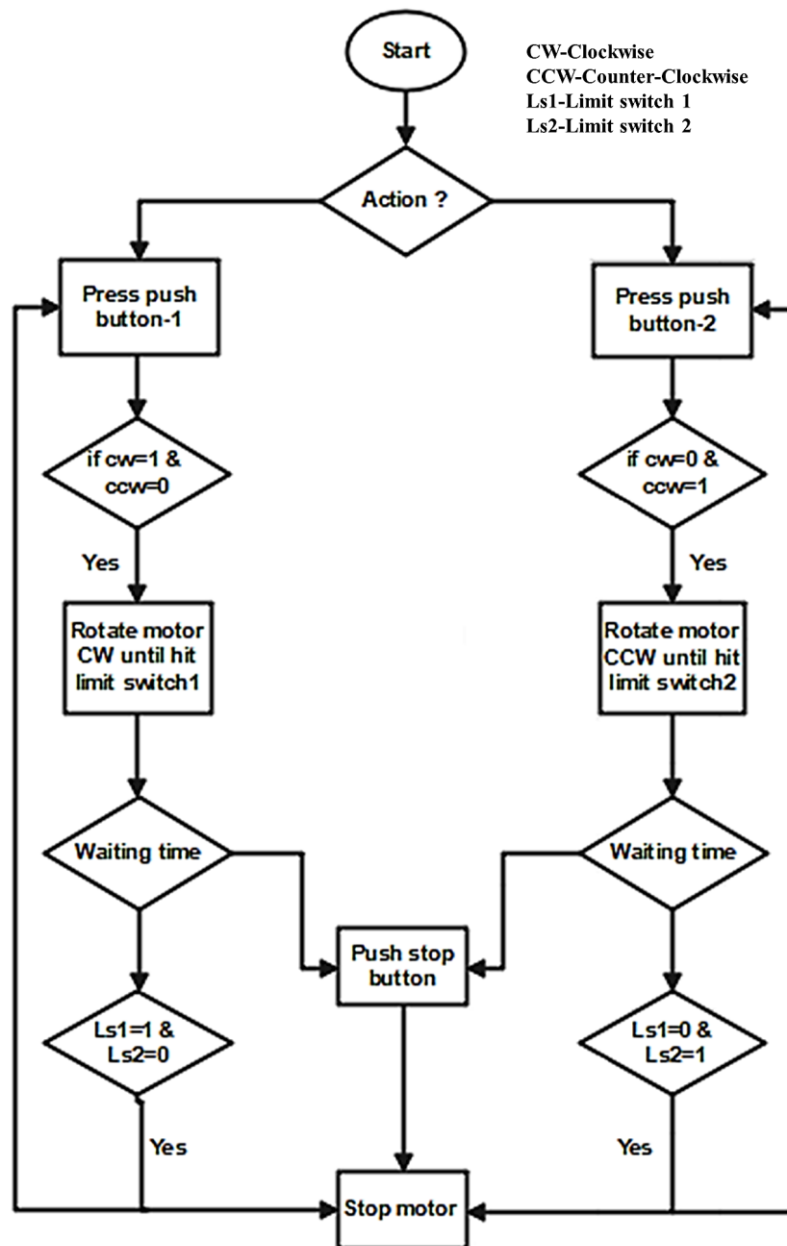 Start
CW-Clockwise
CCW-Counter-Clockwise
Ls1-Limit switch 1
Ls2-Limit switch 2
Action ?
Press push
button-1
Press push
button-2
if cw=1 &
ccw=0
if cw=0 &
ccw=1
Yes
Yes
Rotate motor
CW until hit
limit switch1
Rotate motor
CCW until hit
limit switch2
Waiting time
Waiting time
Push stop
button
Ls1=1 &
Ls2=0
Ls1=0 &
Ls2=1
Yes
Yes
Stop motor